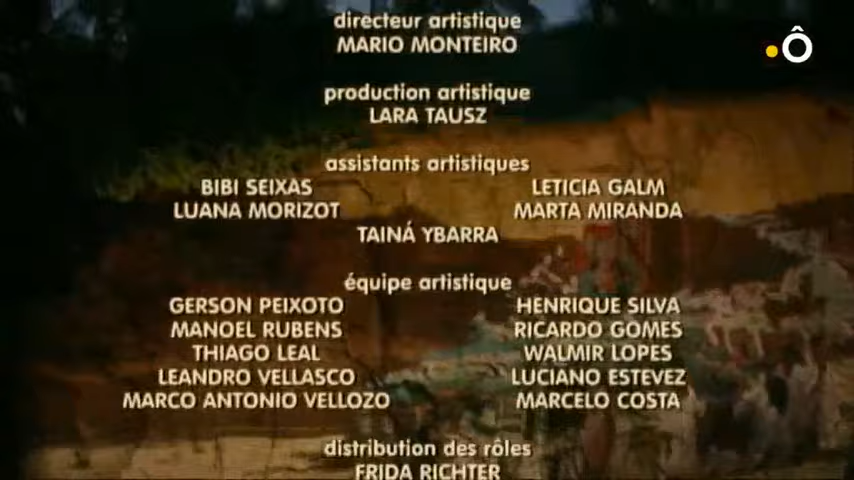 directeur artistique
MARIO MONTEIRO
Ô
production artistique
LARA TAUSZ
assistants artistiques
BIBI SEIXAS LETICIA GALM
LUANA MORIZOT MARTA MIRANDA
TAINÁ YBARRA
équipe artistique
GERSON PEIXOTO HENRIQUE SILVA
MANOEL RUBENS RICARDO GOMES
THIAGO LEAL WALMIR LOPES
LEANDRO VELLASCO LUCIANO ESTEVEZ
MARCO ANTONIO VELLOZO MARCELO COSTA
distribution des rôles
FRIDA RICHTER